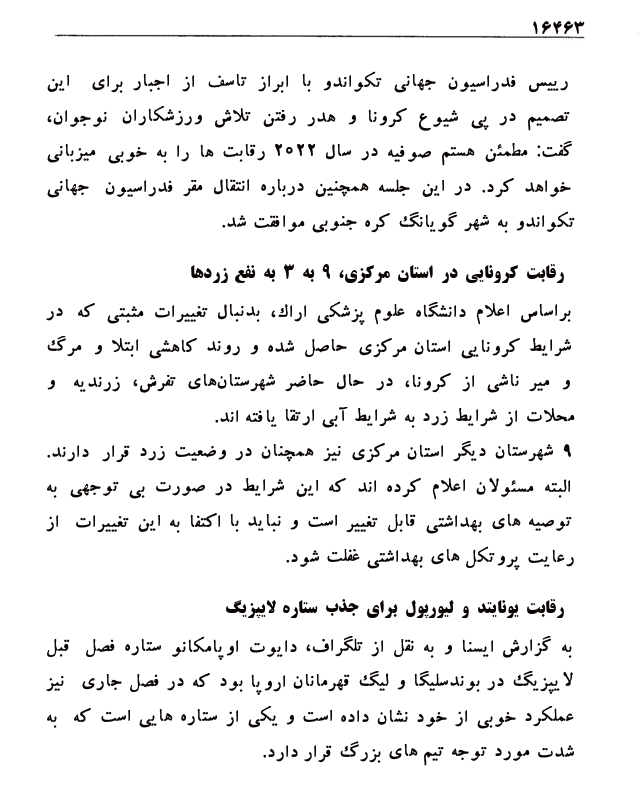 ۱۶۴۶۳
رییس فدراسیون جهانی تکواندو با ابراز تاسف از اجبار برای این
تصمیم در پی شیوع کرونا و هدر رفتن تلاش ورزشکاران نوجوان،
گفت: مطمئن هستم صوفیه در سال ۲۰۲۲ رقابت ها را به خوبی میزبانی
خواهد کرد. در این جلسه همچنین درباره انتقال مقر فدراسیون جهانی
تکواندو به شهر گویانگ کره جنوبی موافقت شد.
رقابت کرونایی در استان مرکزی، ۹ به ۳ به نفع زردها
براساس اعلام دانشگاه علوم پزشکی اراك، بدنبال تغییرات مثبتی که در
شرایط کرونایی استان مرکزی حاصل شده و روند کاهشی ابتلا و مرگ
و میر ناشی از کرونا، در حال حاضر شهرستان‌های تفرش، زرندیه و
محلات از شرایط زرد به شرایط آبی ارتقا یافته اند.
۹ شهرستان دیگر استان مرکزی نیز همچنان در وضعیت زرد قرار دارند.
البته مسئولان اعلام کرده اند که این شرایط در صورت بی توجهی به
توصیه های بهداشتی قابل تغییر است و نباید با اکتفا به این تغییرات از
رعایت پروتکل های بهداشتی غفلت شود.
رقابت یونایتد و لیورپول برای جذب ستاره لایپزیگ
به گزارش ایسنا و به نقل از تلگراف، دایوت اوپامکانو ستاره فصل قبل
لایپزیگ در بوندسلیگا و لیگ قهرمانان اروپا بود که در فصل جاری نیز
عملکرد خوبی از خود نشان داده است و یکی از ستاره هایی است که به
شدت مورد توجه تیم های بزرگ قرار دارد.